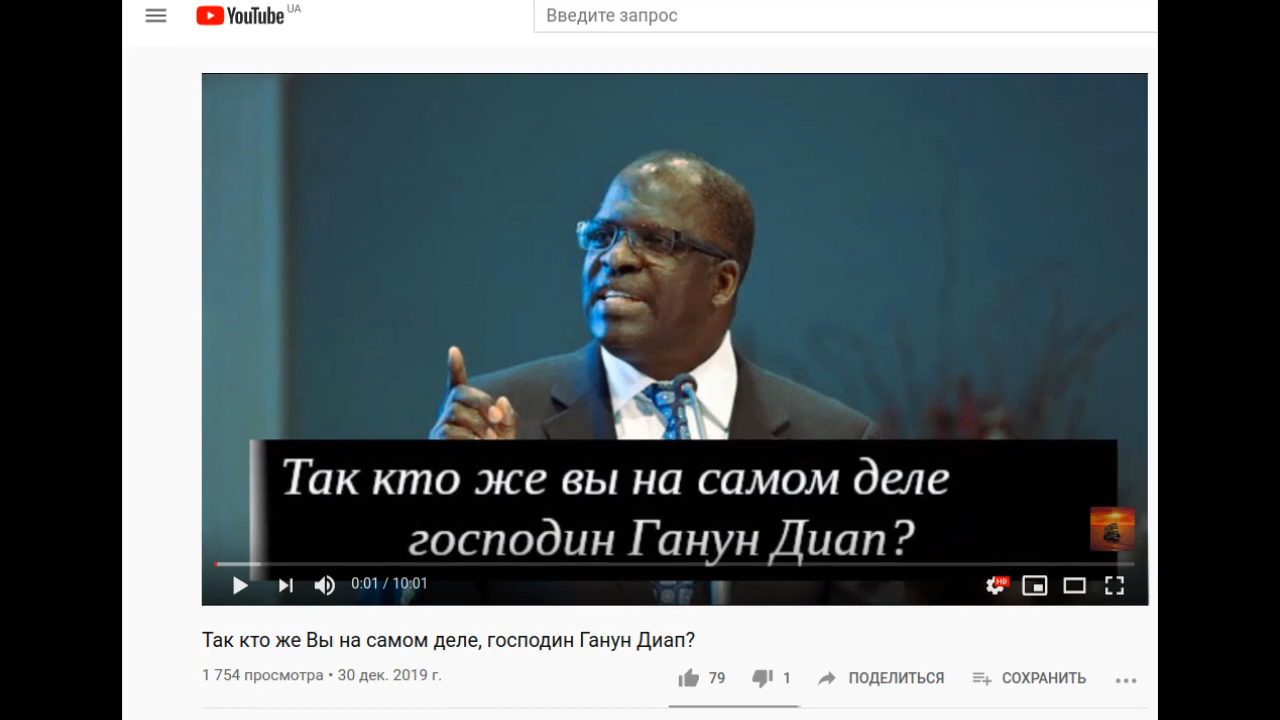 YouTube UA
Введите запрос
Так кто же вы на самом деле
господин Ганун Диап?
0:01 / 10:01
HD
Так кто же Вы на самом деле, господин Ганун Диап?
1 754 просмотра • 30 дек. 2019 г.
79
1
ПОДЕЛИТЬСЯ
СОХРАНИТЬ